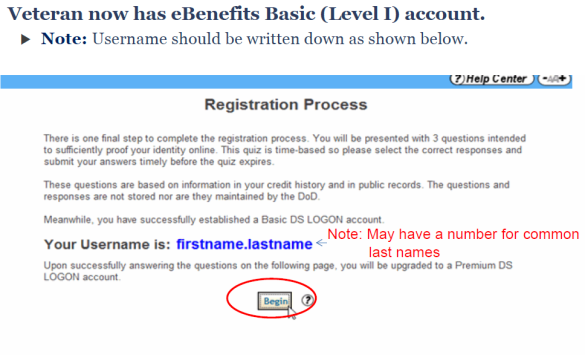 Veteran now has eBenefits Basic (Level I) account.
▶ Note: Username should be written down as shown below.
(?) Help Center
-AA+
Registration Process
There is one final step to complete the registration process. You will be presented with 3 questions intended
to sufficiently proof your identity online. This quiz is time-based so please select the correct responses and
submit your answers timely before the quiz expires.
These questions are based on information in your credit history and in public records. The questions and
responses are not stored nor are they maintained by the DoD.
Meanwhile, you have successfully established a Basic DS LOGON account.
Your Username is: firstname.lastname
Note: May have a number for common
last names
Upon successfully answering the questions on the following page, you will be upgraded to a Premium DS
LOGON account.
Begin ?